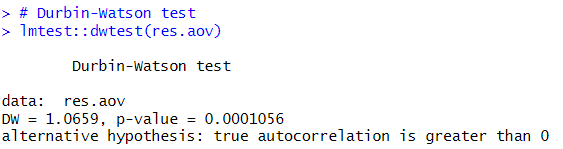 > # Durbin-Watson test
> lmtest::dwtest(res.aov)
Durbin-Watson test
data:  res.aov
DW = 1.0659, p-value = 0.0001056
alternative hypothesis: true autocorrelation is greater than 0